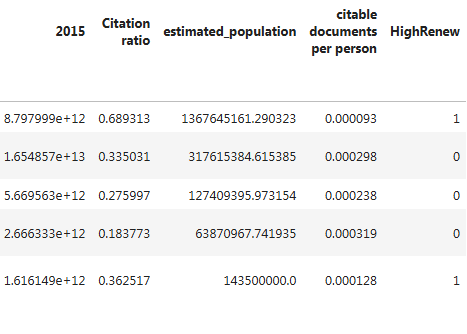 2015 Citation ratio estimated_population citable documents per person HighRenew
8.797999e+12 0.689313 1367645161.290323 0.000093 1
1.654857e+13 0.335031 317615384.615385 0.000298 0
5.669563e+12 0.275997 127409395.973154 0.000238 0
2.666333e+12 0.183773 63870967.741935 0.000319 0
1.616149e+12 0.362517 143500000.0 0.000128 1